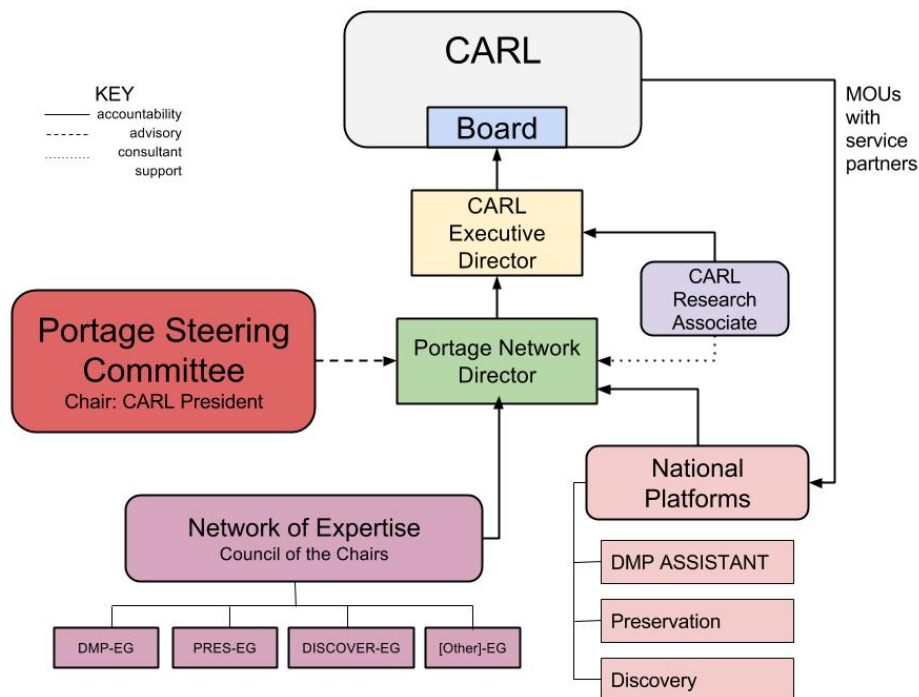 CARL
Board
KEY
accountability
advisory
consultant
support
MOUs
with
service
partners
CARL
Executive
Director
CARL
Research
Associate
Portage Steering
Committee
Chair: CARL President
Portage Network
Director
National
Platforms
Network of Expertise
Council of the Chairs
DMP ASSISTANT
Preservation
Discovery
DMP-EG
PRES-EG
DISCOVER-EG
[Other]-EG